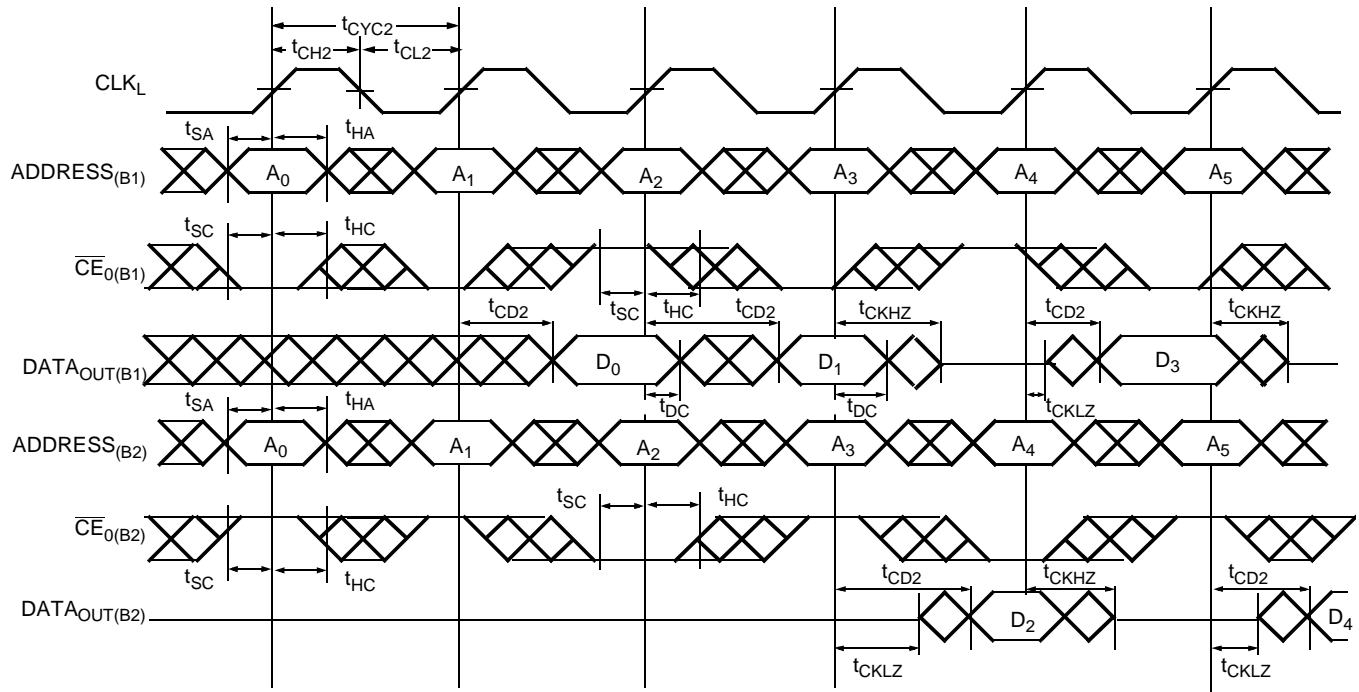 tCYC2
tCH2 tCL2
CLKL
tSA tHA
ADDRESS(B1) A0 A1 A2 A3 A4 A5
tSC tHC
CE0(B1)
tSC tHC
tCD2 tCD2 tCKHZ tCD2 tCKHZ
DATAOUT(B1) D0 D1 D3
tSA tHA tDC tDC tCKLZ
ADDRESS(B2) A0 A1 A2 A3 A4 A5
tSC tHC
CE0(B2)
tSC tHC
tCD2 tCKHZ tCD2
DATAOUT(B2) D2 D4
tCKLZ tCKLZ